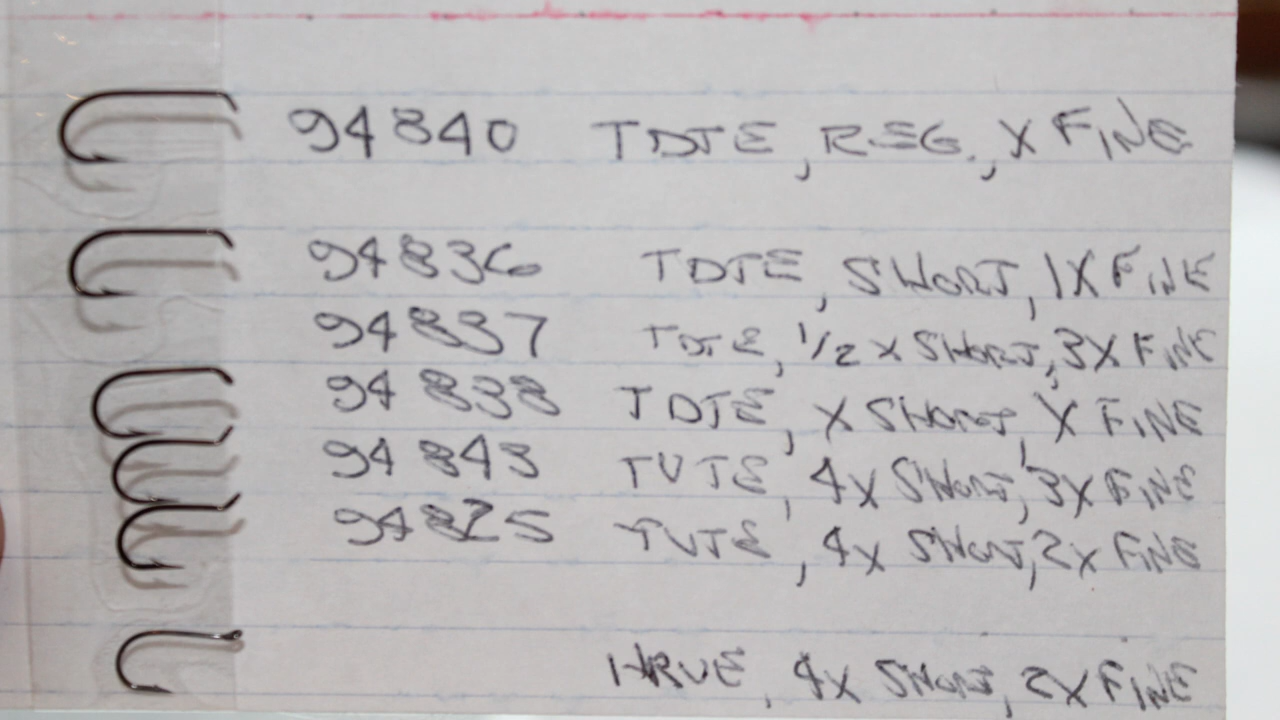 94840 TDTE, REG., X FINE
94836 TDTE, SHORT, 1X FINE
94837 TDTE, 1/2 X SHORT, 3X FINE
94838 TDTE, X SHORT, X FINE
94843 TUTE, 4X SHORT, 3X FINE
94825 TUTE, 4X SHORT, 2X FINE
HRUE, 4X SHORT, 2X FINE